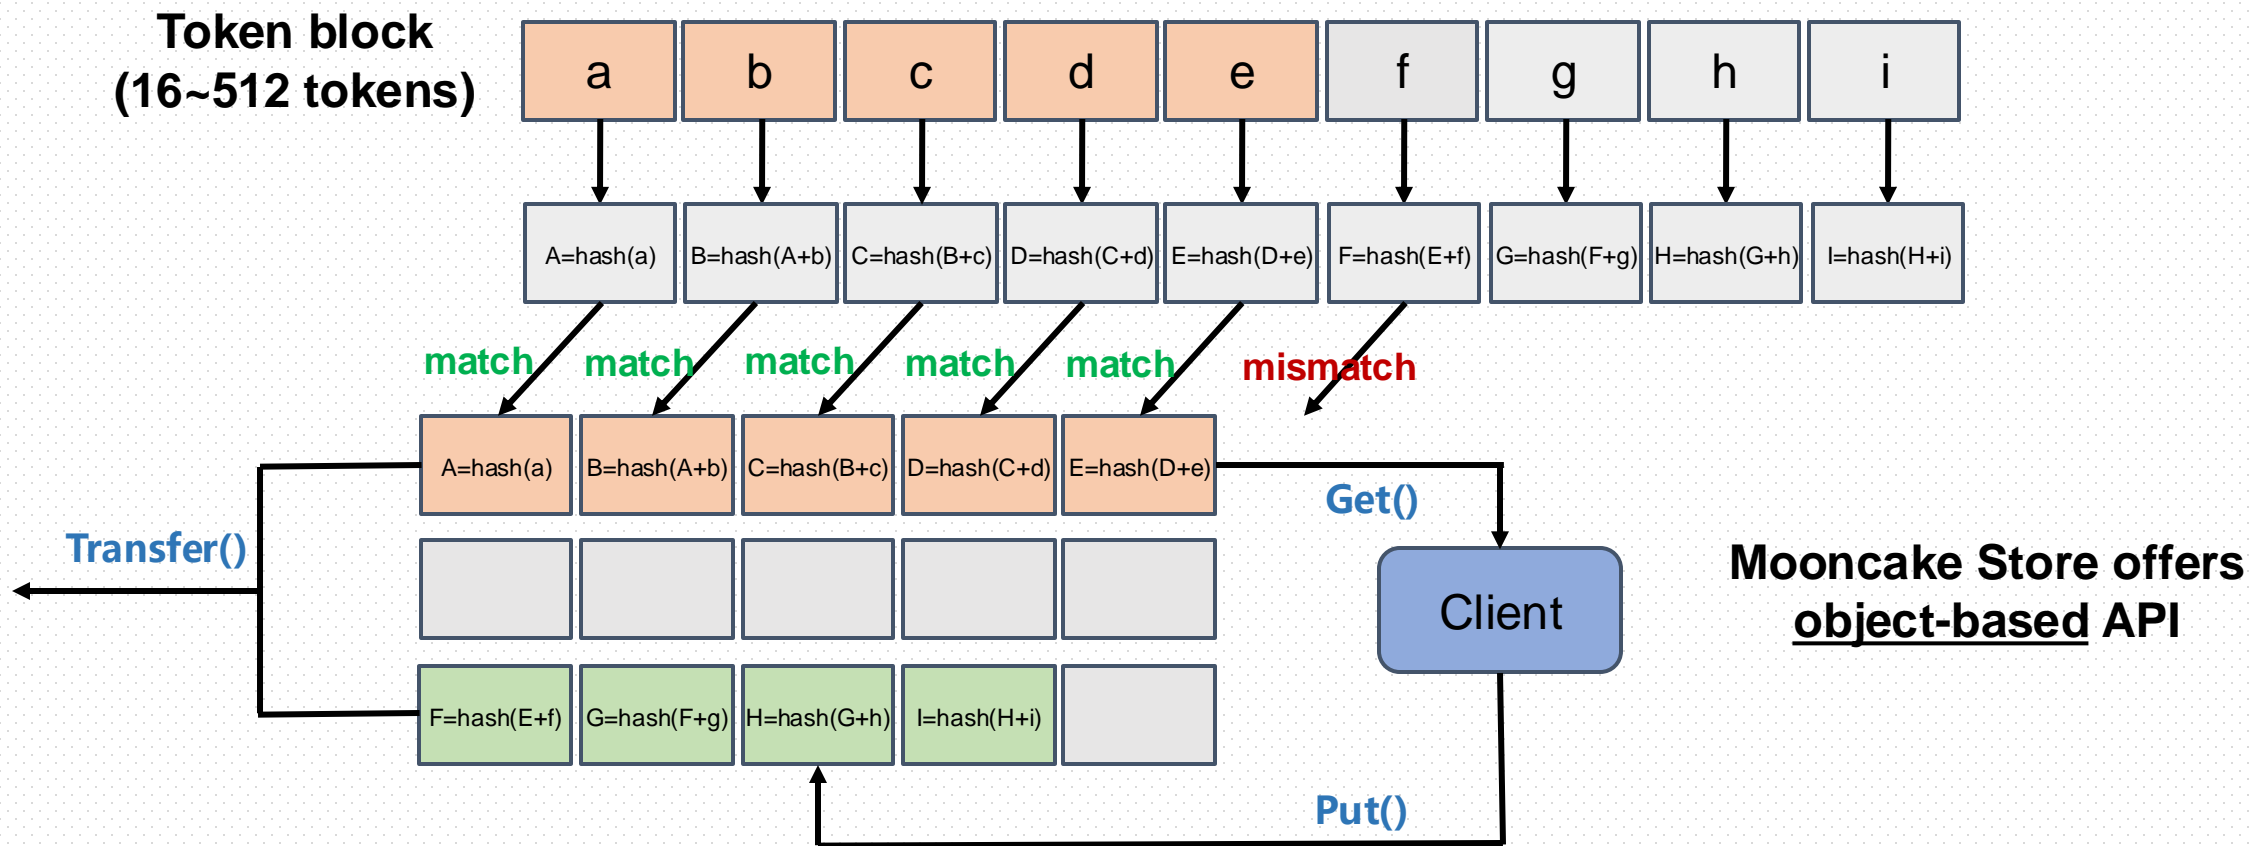 Token block
(16~512 tokens)
a b c d e f g h i
A=hash(a) B=hash(A+b) C=hash(B+c) D=hash(C+d) E=hash(D+e) F=hash(E+f) G=hash(F+g) H=hash(G+h) I=hash(H+i)
match match match match match mismatch
A=hash(a) B=hash(A+b) C=hash(B+c) D=hash(C+d) E=hash(D+e)
Get()
Transfer()
Client
Mooncake Store offers
object-based API
F=hash(E+f) G=hash(F+g) H=hash(G+h) I=hash(H+i)
Put()